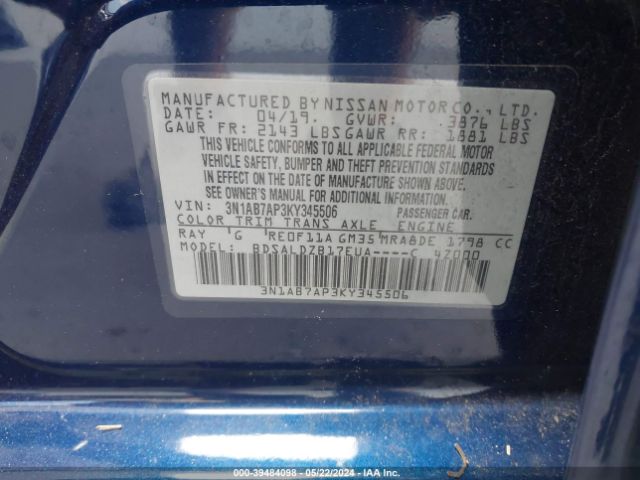 MANUFACTURED BY NISSAN MOTOR CO., LTD.
DATE: 04/19. GVWR: 3876 LBS
GAWR FR: 2143 LBS GAWR RR: 1881 LBS
THIS VEHICLE CONFORMS TO ALL APPLICABLE FEDERAL MOTOR
VEHICLE SAFETY, BUMPER AND THEFT PREVENTION STANDARDS
IN EFFECT ON THE DATE OF MANUFACTURE SHOWN ABOVE.
SEE OWNER'S MANUAL FOR ADDITIONAL INFORMATION.
VIN: 3N1AB7AP3KY345506 PASSENGER CAR.
COLOR TRIM TRANS AXLE ENGINE
RAY G RE0F11A GM35 MRA8DE 1798 CC
MODEL: BDSALDZB17EUA----C 4Z000
3N1AB7AP3KY345506
000-39484098 - 05/22/2024 - IAA Inc.